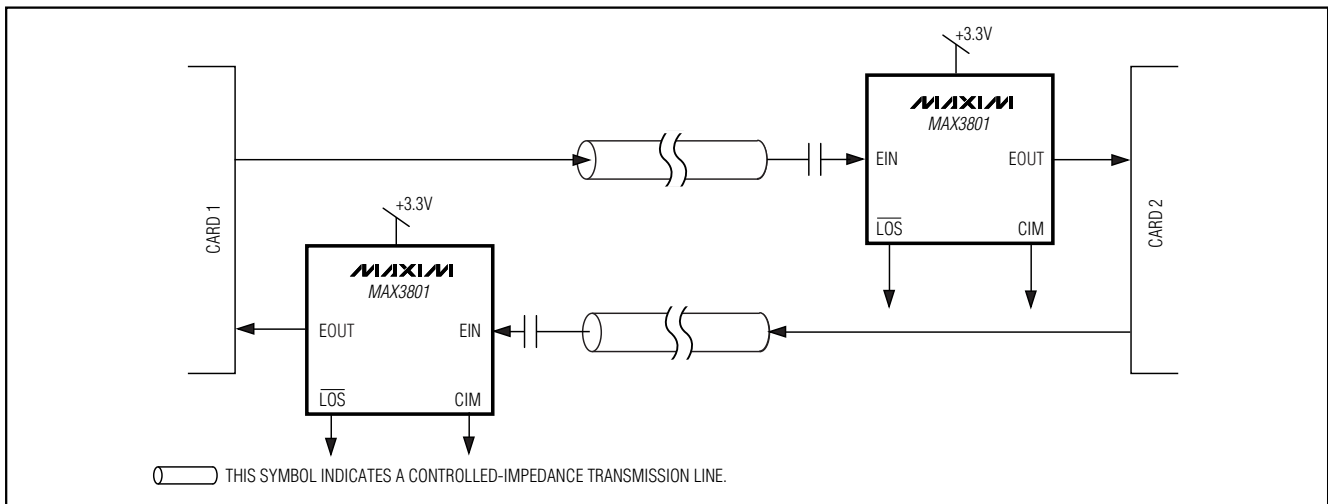 +3.3V
MAXIM
MAX3801
EIN
EOUT
LOS
CIM
CARD 1
CARD 2
+3.3V
MAXIM
MAX3801
EOUT
EIN
LOS
CIM
THIS SYMBOL INDICATES A CONTROLLED-IMPEDANCE TRANSMISSION LINE.